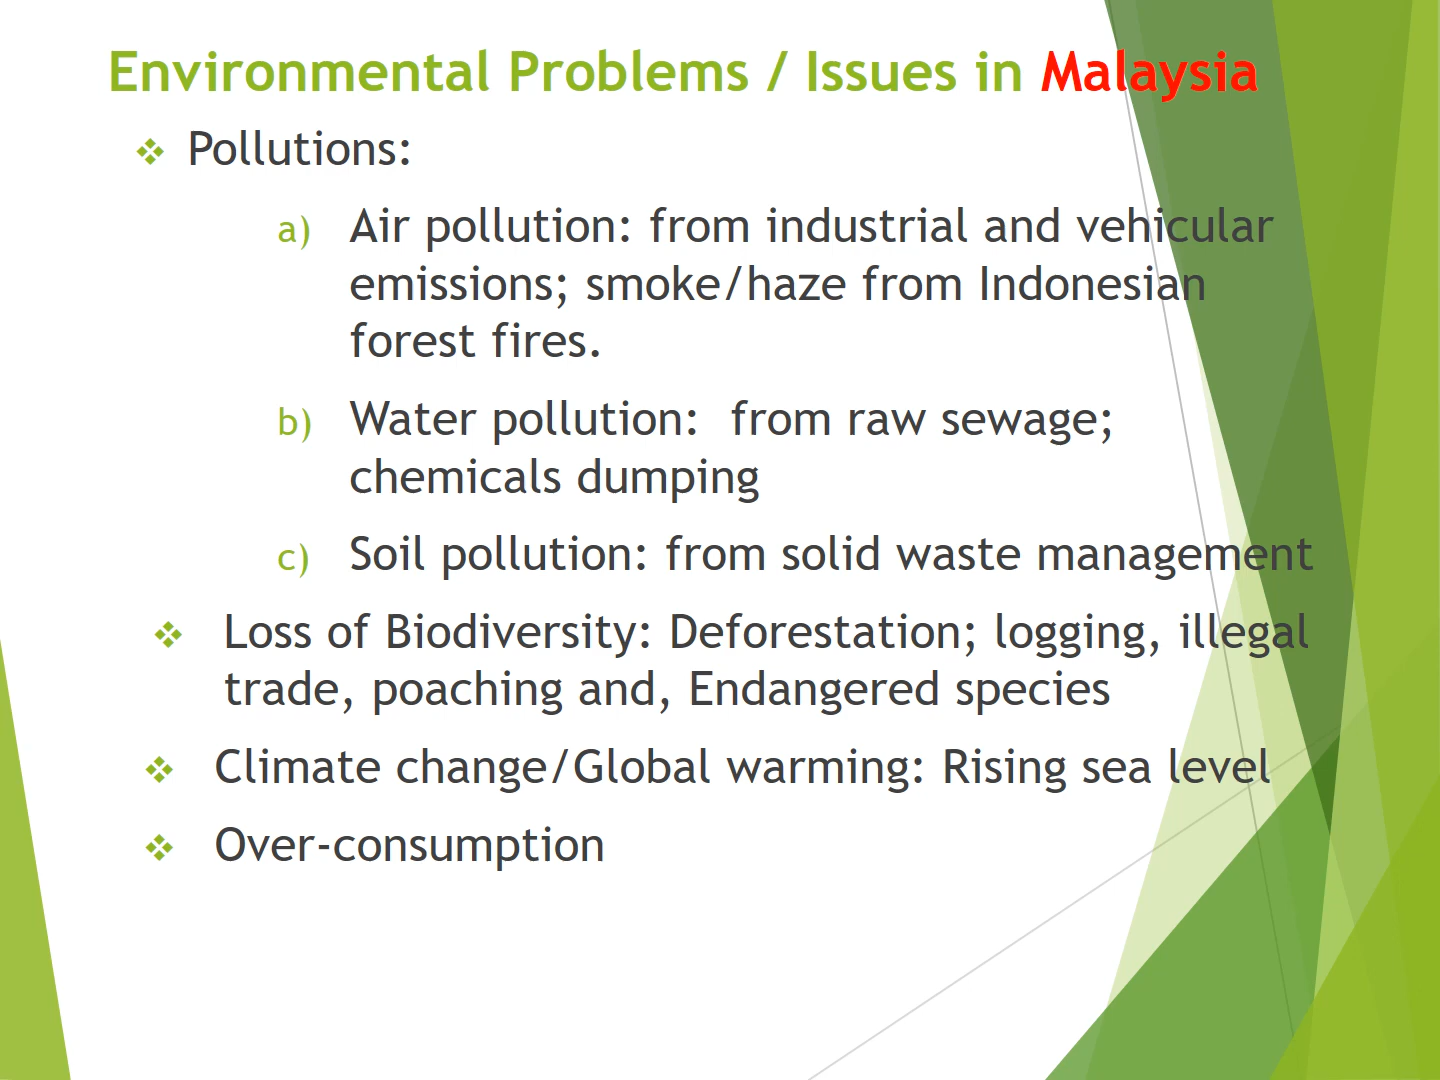 Environmental Problems / Issues in Malaysia
❖ Pollutions:
a) Air pollution: from industrial and vehicular
emissions; smoke/haze from Indonesian
forest fires.
b) Water pollution:  from raw sewage;
chemicals dumping
c) Soil pollution: from solid waste management
❖ Loss of Biodiversity: Deforestation; logging, illegal
trade, poaching and, Endangered species
❖ Climate change/Global warming: Rising sea level
❖ Over-consumption